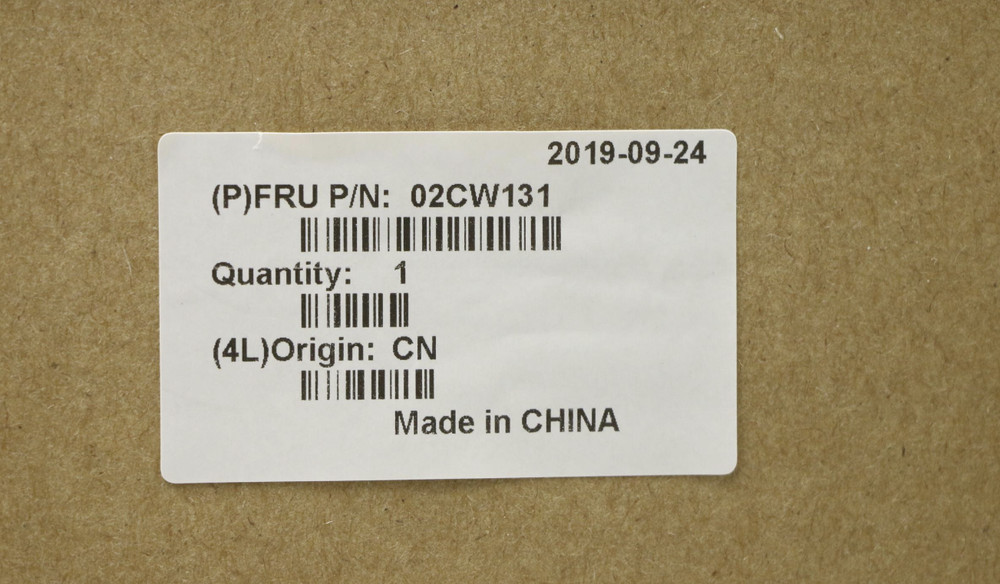 2019-09-24
(P)FRU P/N: 02CW131
Quantity: 1
(4L)Origin: CN
Made in CHINA